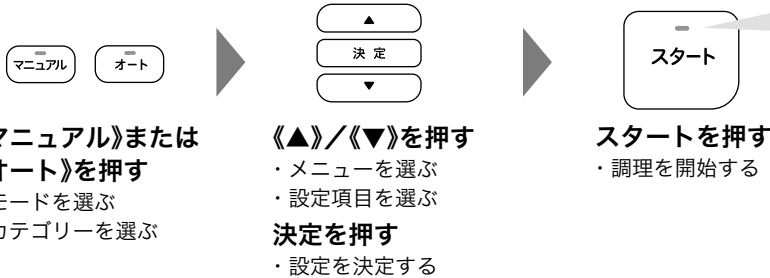 マニュアル
オート
マニュアル》または
オート》を押す
モードを選ぶ
カテゴリーを選ぶ
▲
決 定
▼
《▲》／《▼》を押す
・メニューを選ぶ
・設定項目を選ぶ
決定を押す
・設定を決定する
スタート
スタートを押す
・調理を開始する